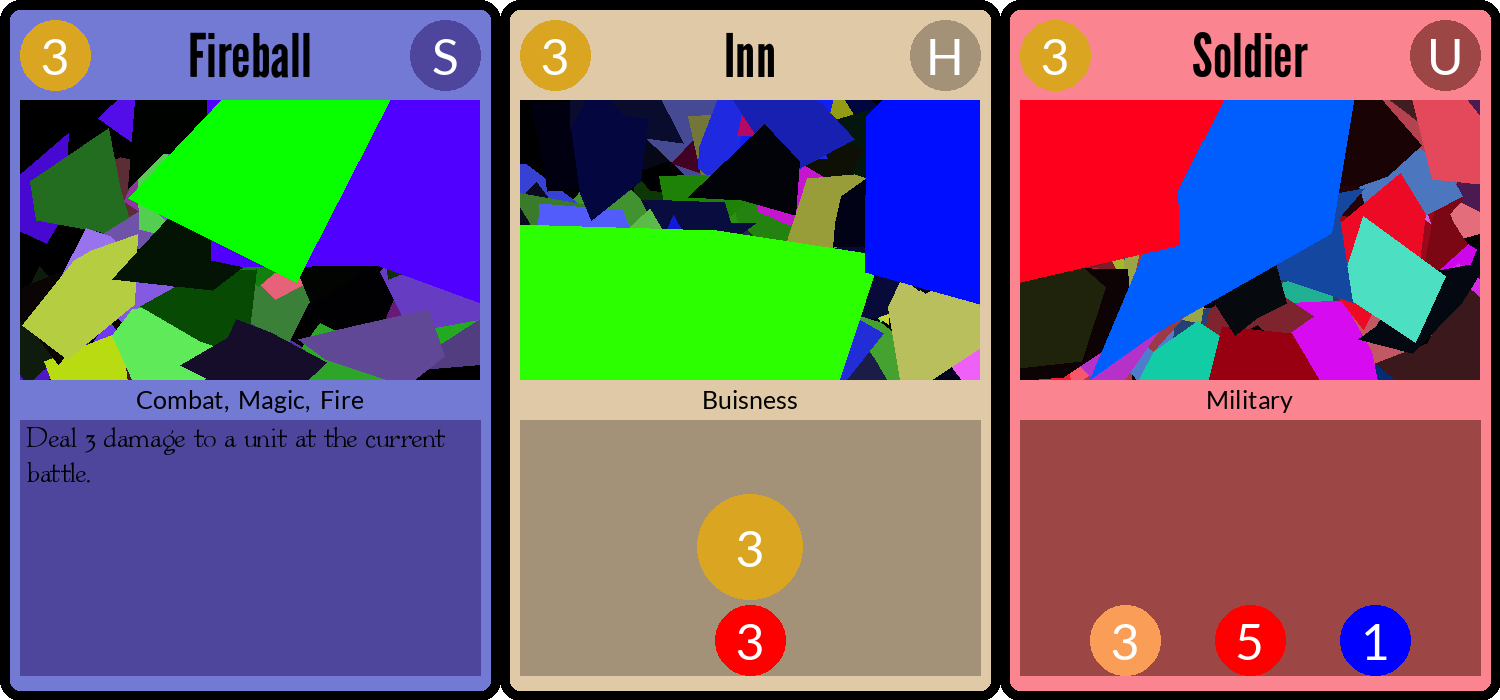 3 Fireball S
Combat, Magic, Fire
Deal 3 damage to a unit at the current
battle.
3 Inn H
Buisness
3
3
3 Soldier U
Military
3 5 1